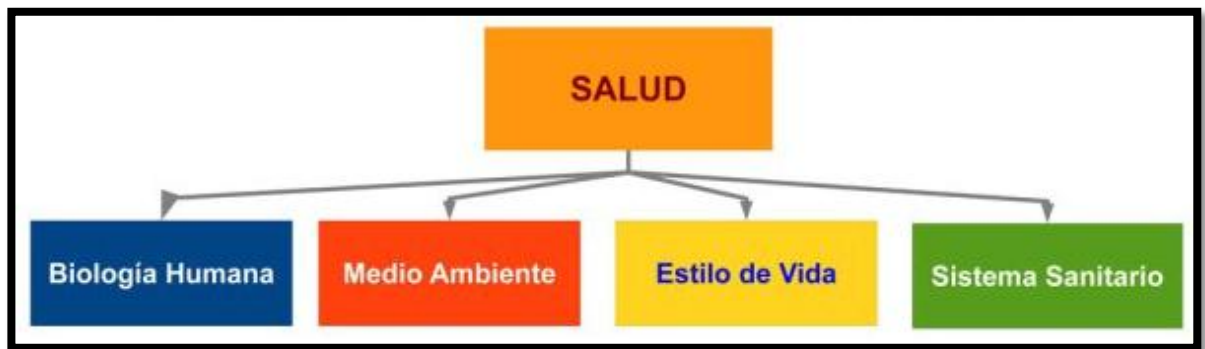 SALUD
Biología Humana
Medio Ambiente
Estilo de Vida
Sistema Sanitario